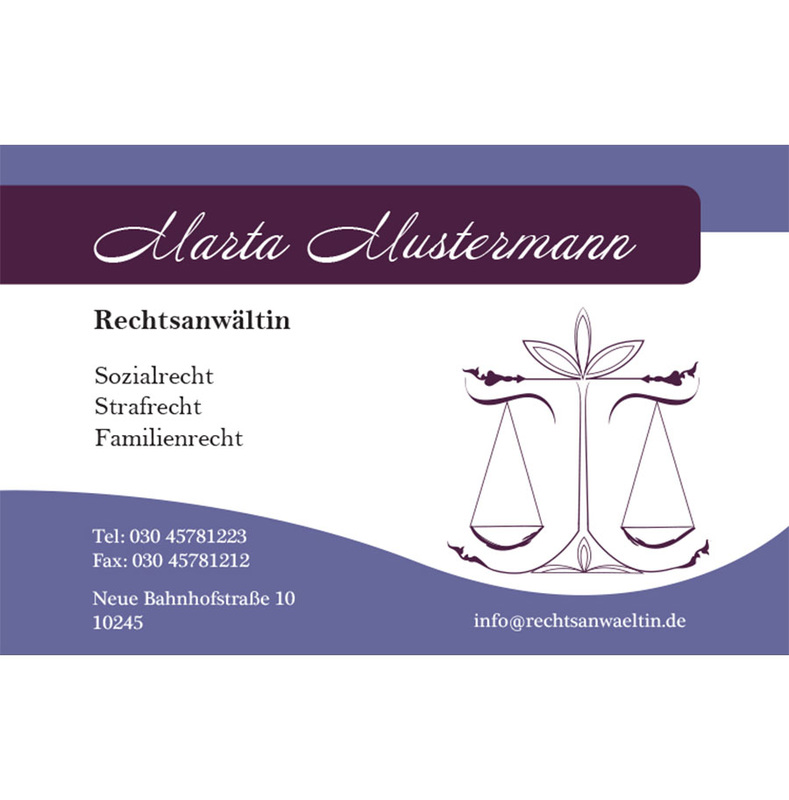 Marta Mustermann
Rechtsanwältin
Sozialrecht
Strafrecht
Familienrecht
Tel: 030 45781223
Fax: 030 45781212
Neue Bahnhofstraße 10
10245
info@rechtsanwaeltin.de